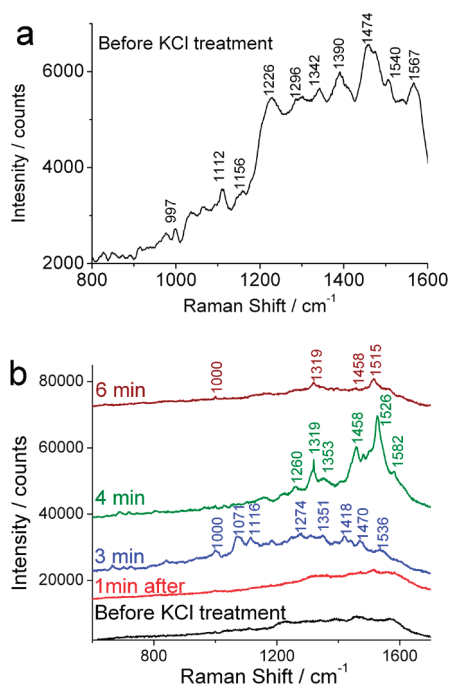 a
Before KCl treatment
997
1112
1156
1226
1296
1342
1390
1474
1540
1567
6000
4000
2000
Intesnity / counts
800 1000 1200 1400 1600
Raman Shift / cm⁻¹
b
6 min
1000
1319
1458
1515
4 min
1260
1319
1353
1458
1526
1582
3 min
1000
1071
1116
1274
1351
1418
1470
1536
1min after
Before KCl treatment
80000
60000
40000
20000
Intensity / counts
800 1200 1600
Raman Shift / cm⁻¹